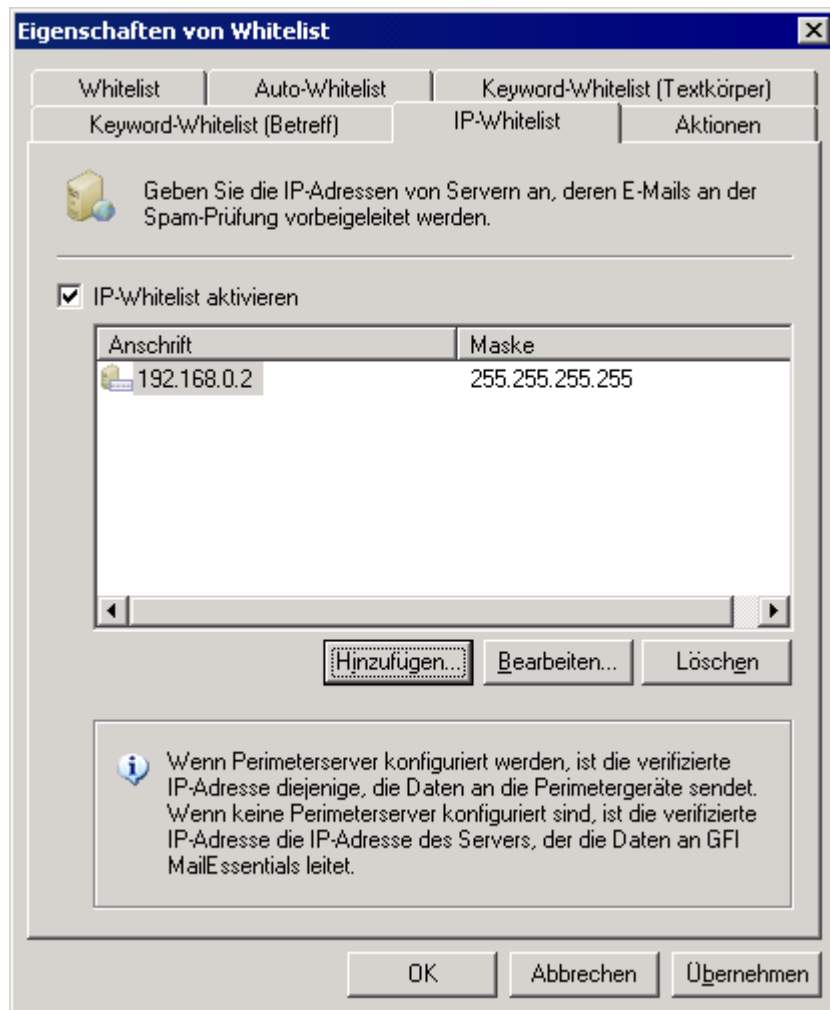 Eigenschaften von Whitelist
Whitelist
Auto-Whitelist
Keyword-Whitelist (Textkörper)
Keyword-Whitelist (Betreff)
IP-Whitelist
Aktionen
Geben Sie die IP-Adressen von Servern an, deren E-Mails an der
Spam-Prüfung vorbeigeleitet werden.
IP-Whitelist aktivieren
Anschrift
Maske
192.168.0.2
255.255.255.255
Hinzufügen...
Bearbeiten...
Löschen
Wenn Perimeterserver konfiguriert werden, ist die verifizierte
IP-Adresse diejenige, die Daten an die Perimetergeräte sendet.
Wenn keine Perimeterserver konfiguriert sind, ist die verifizierte
IP-Adresse die IP-Adresse des Servers, der die Daten an GFI
MailEssentials leitet.
OK
Abbrechen
Übernehmen